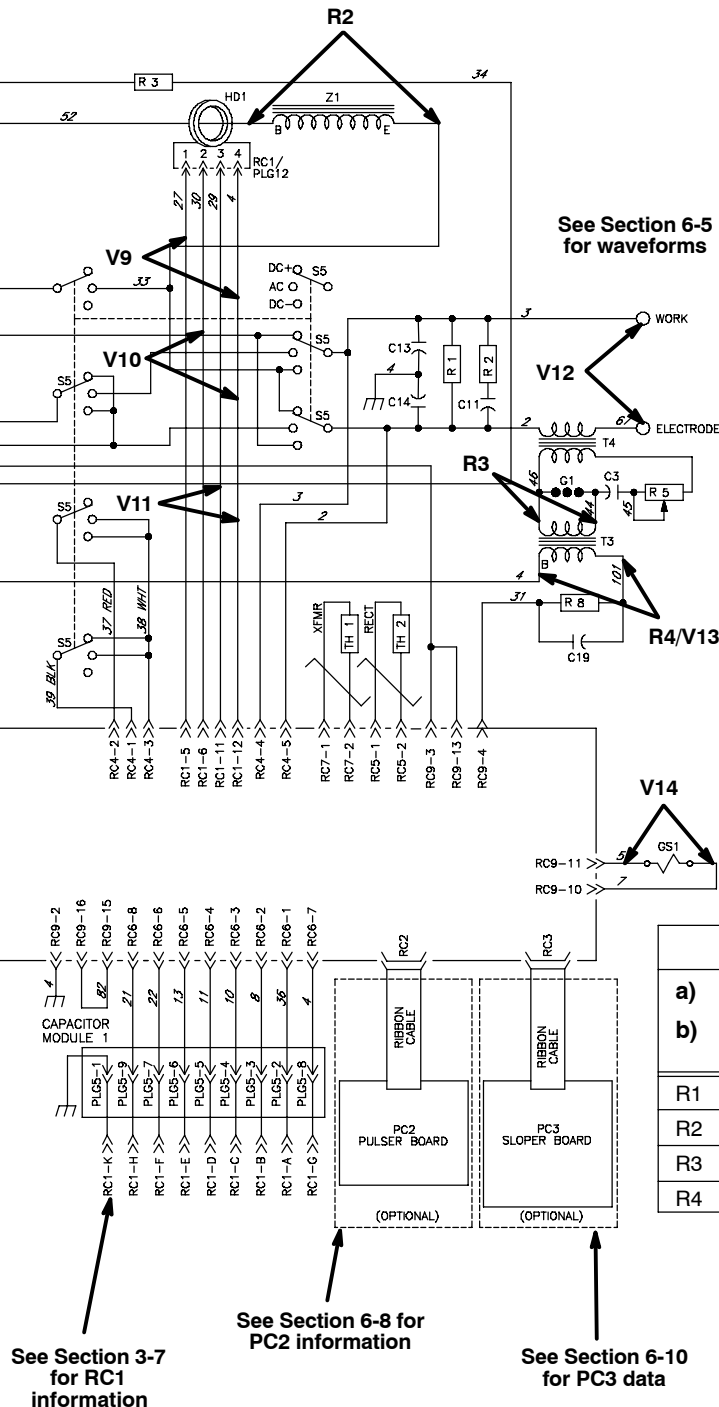 R2
R 3
34
HD1
Z1
52
B
E
1 2 3 4
RC1/
PLG12
27
30
29
4
See Section 6-5
for waveforms
V9
DC+
S5
AC
DC-
33
3
WORK
S5
C13
R 1
R 2
V10
4
V12
S5
C14
C11
S5
2
67
ELECTRODE
T4
R3
46
G1
C3
R 5
V11
3
44
45
S5
2
T3
B
4
101
37 RED
38 WHT
31
R 8
XFMR
TH 1
RECT
TH 2
R4/V13
S5
C19
39 BLK
RC4-2
RC4-1
RC4-3
RC1-5
RC1-6
RC1-11
RC1-12
RC4-4
RC4-5
RC7-1
RC7-2
RC5-1
RC5-2
RC9-3
RC9-13
RC9-4
V14
GS1
RC9-11
5
RC9-10
7
RC9-2
RC9-16
RC9-15
RC6-8
RC6-6
RC6-5
RC6-4
RC6-3
RC6-2
RC6-1
RC6-7
RC2
RC3
4
82
21
22
13
11
10
8
36
4
a)
b)
CAPACITOR
MODULE 1
RIBBON
CABLE
RIBBON
CABLE
PLG5-1
PLG5-9
PLG5-7
PLG5-6
PLG5-5
PLG5-4
PLG5-3
PLG5-2
PLG5-8
R1
R2
R3
R4
PC2
PULSER BOARD
PC3
SLOPER BOARD
RC1-K
RC1-H
RC1-F
RC1-E
RC1-D
RC1-C
RC1-B
RC1-A
RC1-G
(OPTIONAL)
(OPTIONAL)
See Section 6-8 for
PC2 information
See Section 3-7
for RC1
information
See Section 6-10
for PC3 data